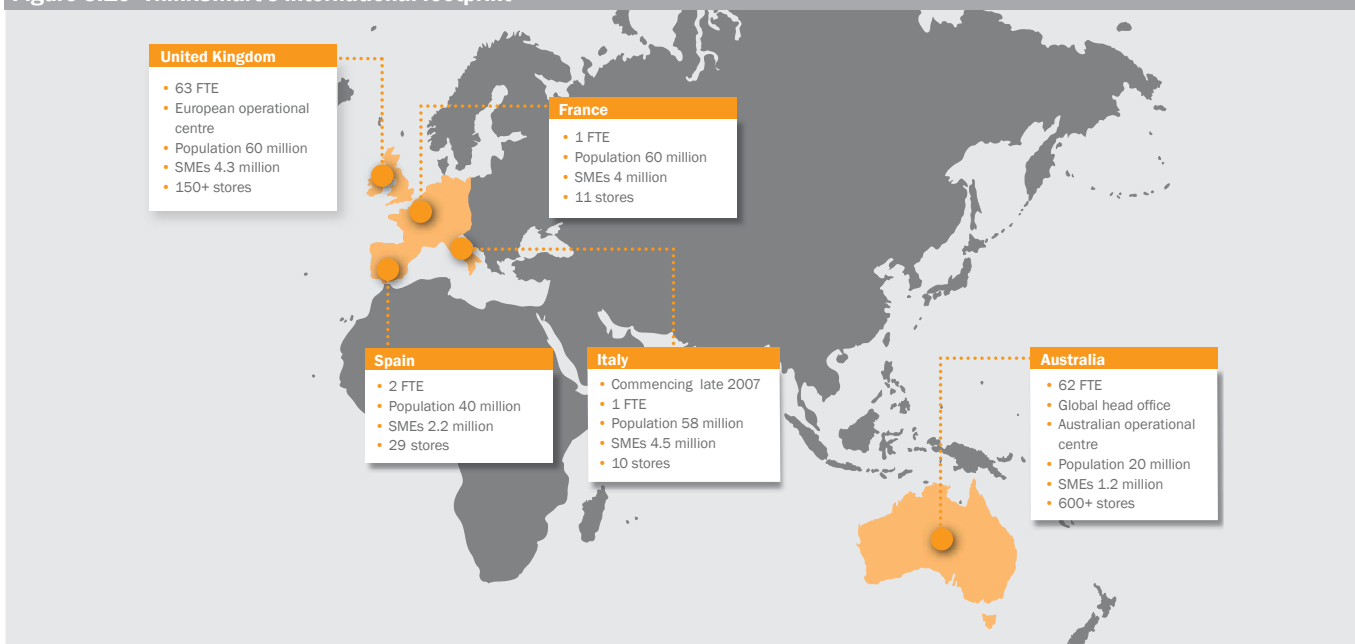 United Kingdom
• 63 FTE
• European operational
centre
• Population 60 million
• SMEs 4.3 million
• 150+ stores
France
• 1 FTE
• Population 60 million
• SMEs 4 million
• 11 stores
Spain
• 2 FTE
• Population 40 million
• SMEs 2.2 million
• 29 stores
Italy
• Commencing late 2007
• 1 FTE
• Population 58 million
• SMEs 4.5 million
• 10 stores
Australia
• 62 FTE
• Global head office
• Australian operational
centre
• Population 20 million
• SMEs 1.2 million
• 600+ stores